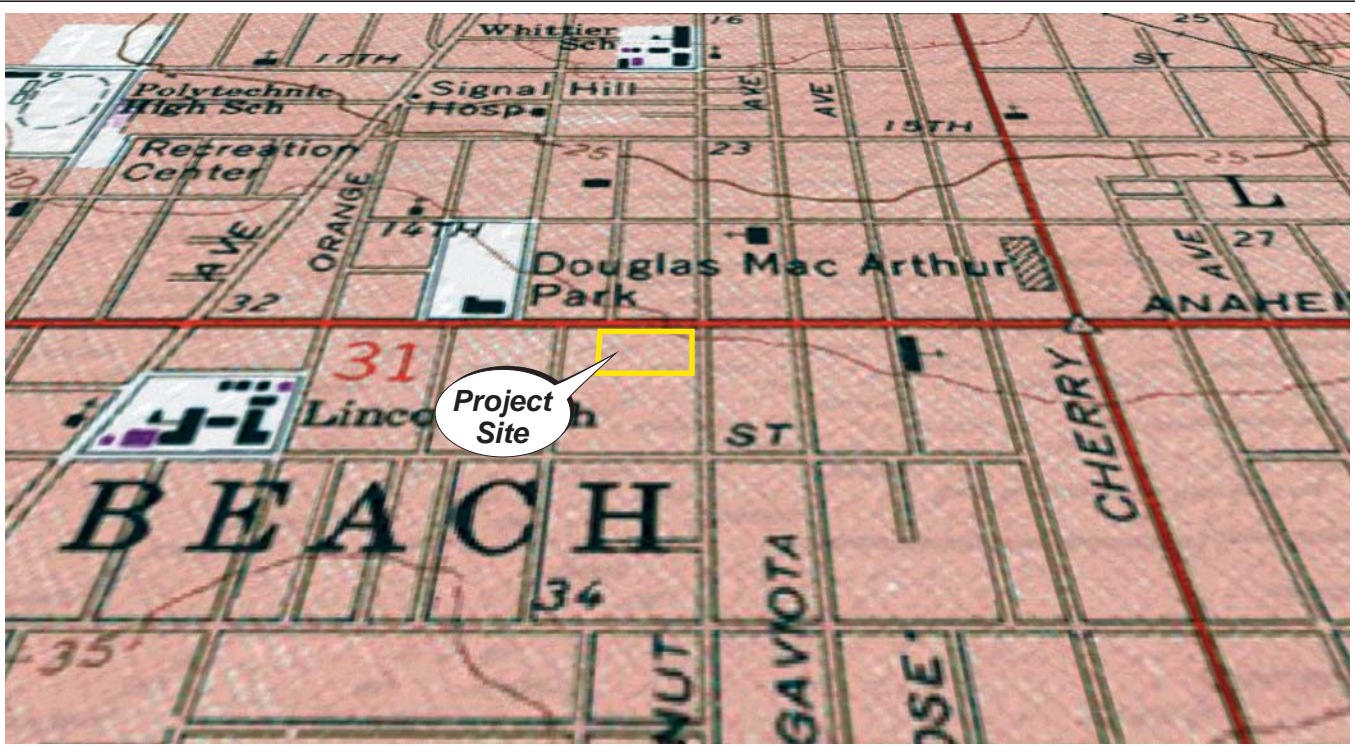 16
25
Whittier
Sch
17TH
ST
Polytechnic
High Sch
Signal Hill
Hosp
AVE
AVE
15TH
Recreation
Center
25
23
25
L
ORANGE
14TH
AVE
AVE
27
Douglas Mac Arthur
Park
32
ANAHEI
31
Project
Site
Linco
h
ST
CHERRY
BEACH
34
GAVIOTA
35
NUT
OSE